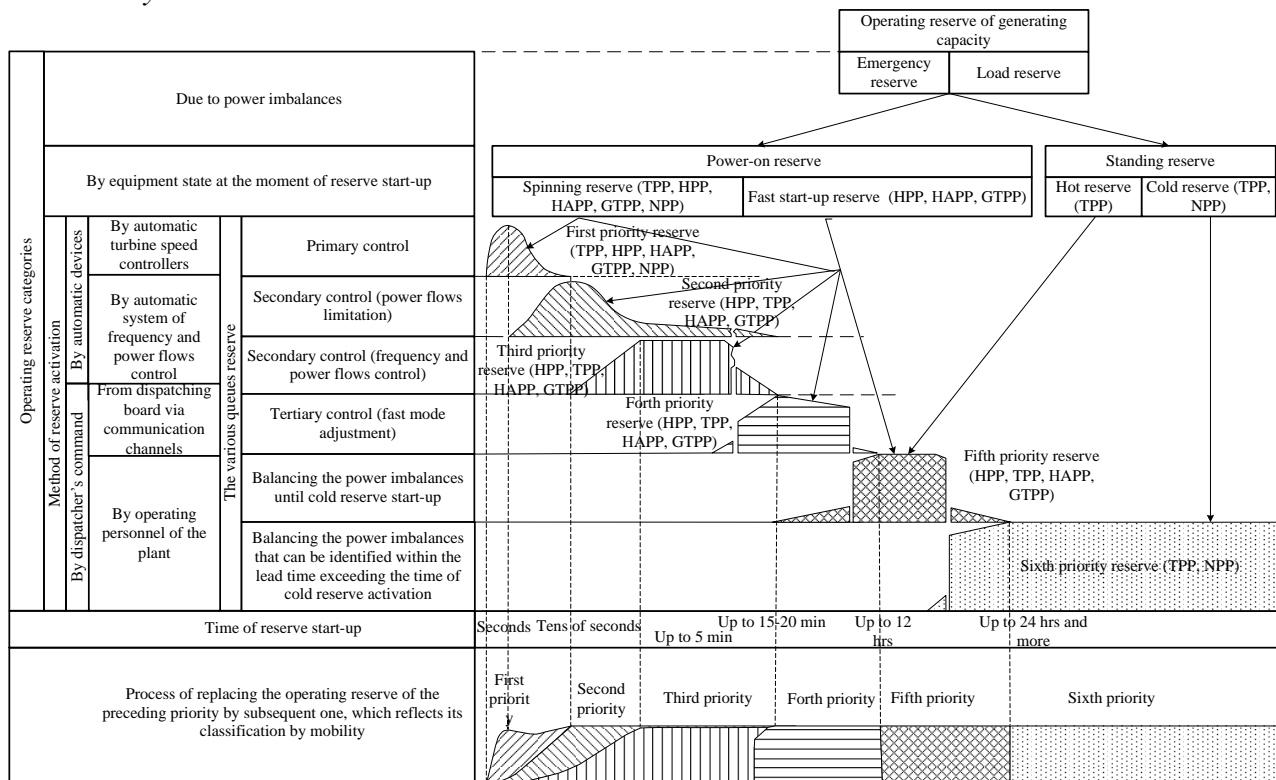 Operating reserve of generating
capacity
Emergency
reserve
Load reserve
Due to power imbalances
Power-on reserve
Standing reserve
By equipment state at the moment of reserve start-up
Spinning reserve (TPP, HPP,
HAPP, GTPP, NPP)
Fast start-up reserve (HPP, HAPP, GTPP)
Hot reserve
(TPP)
Cold reserve (TPP,
NPP)
Operating reserve categories
Method of reserve activation
By automatic devices
By dispatcher's command
By automatic
turbine speed
controllers
By automatic
system of
frequency and
power flows
control
From dispatching
board via
communication
channels
By operating
personnel of the
plant
The various queues reserve
Primary control
Secondary control (power flows
limitation)
Secondary control (frequency and
power flows control)
Tertiary control (fast mode
adjustment)
Balancing the power imbalances
until cold reserve start-up
Balancing the power imbalances
that can be identified within the
lead time exceeding the time of
cold reserve activation
First priority reserve
(TPP, HPP, HAPP,
GTPP, NPP)
Second priority
reserve (HPP, TPP,
HAPP, GTPP)
Third priority
reserve (HPP, TPP,
HAPP, GTPP)
Forth priority
reserve (HPP, TPP,
HAPP, GTPP)
Fifth priority reserve
(HPP, TPP, HAPP,
GTPP)
Sixth priority reserve (TPP, NPP)
Time of reserve start-up
Seconds
Tens of seconds
Up to 5 min
Up to 15-20 min
Up to 12
hrs
Up to 24 hrs and
more
Process of replacing the operating reserve of the
preceding priority by subsequent one, which reflects its
classification by mobility
First
priorit
y
Second
priority
Third priority
Forth priority
Fifth priority
Sixth priority